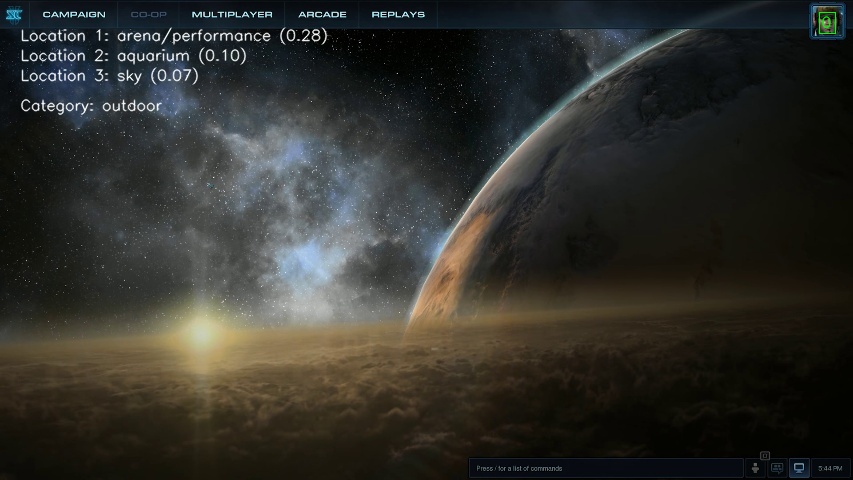 CAMPAIGN CO-OP MULTIPLAYER ARCADE REPLAYS
Location 1: arena/performance (0.28)
Location 2: aquarium (0.10)
Location 3: sky (0.07)
Category: outdoor
Press / for a list of commands
5:44 PM